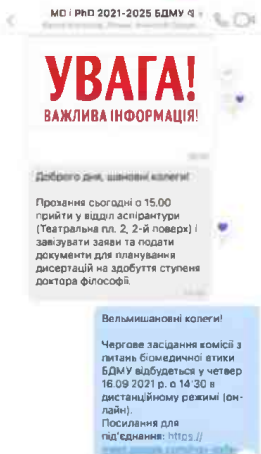 MD і PhD 2021-2025 БДМУ
УВАГА!
ВАЖЛИВА ІНФОРМАЦІЯ!
Доброго дня, шановні колеги!
Прохання сьогодні о 15.00
прийти у відділ аспірантури
(Театральна пл. 2, 2-й поверх) і
завізувати заяви та подати
документи для планування
дисертацій на здобуття ступеня
доктора філософії.
Вельмишановні колеги!
Чергове засідання комісії з
питань біомедичної етики
БДМУ відбудеться у четвер
16.09 2021 р. о 14:30 в
дистанційному режимі (он-
лайн).
Посилання для
під'єднання: https://